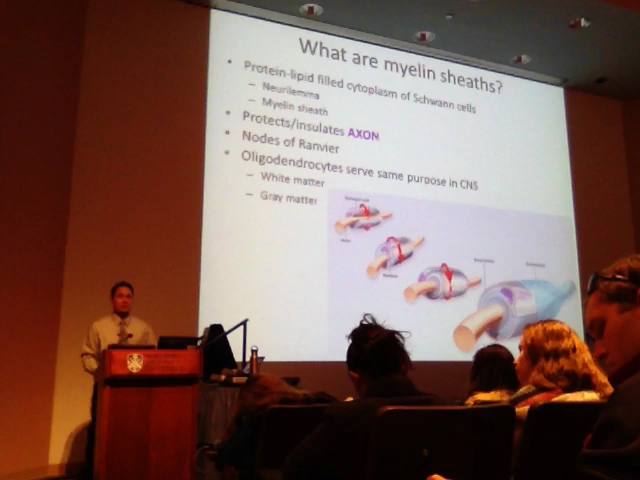 What are myelin sheaths?
• Protein-lipid filled cytoplasm of Schwann cells
– Neurilemma
– Myelin sheath
• Protects/insulates AXON
• Nodes of Ranvier
• Oligodendrocytes serve same purpose in CNS
– White matter
– Gray matter